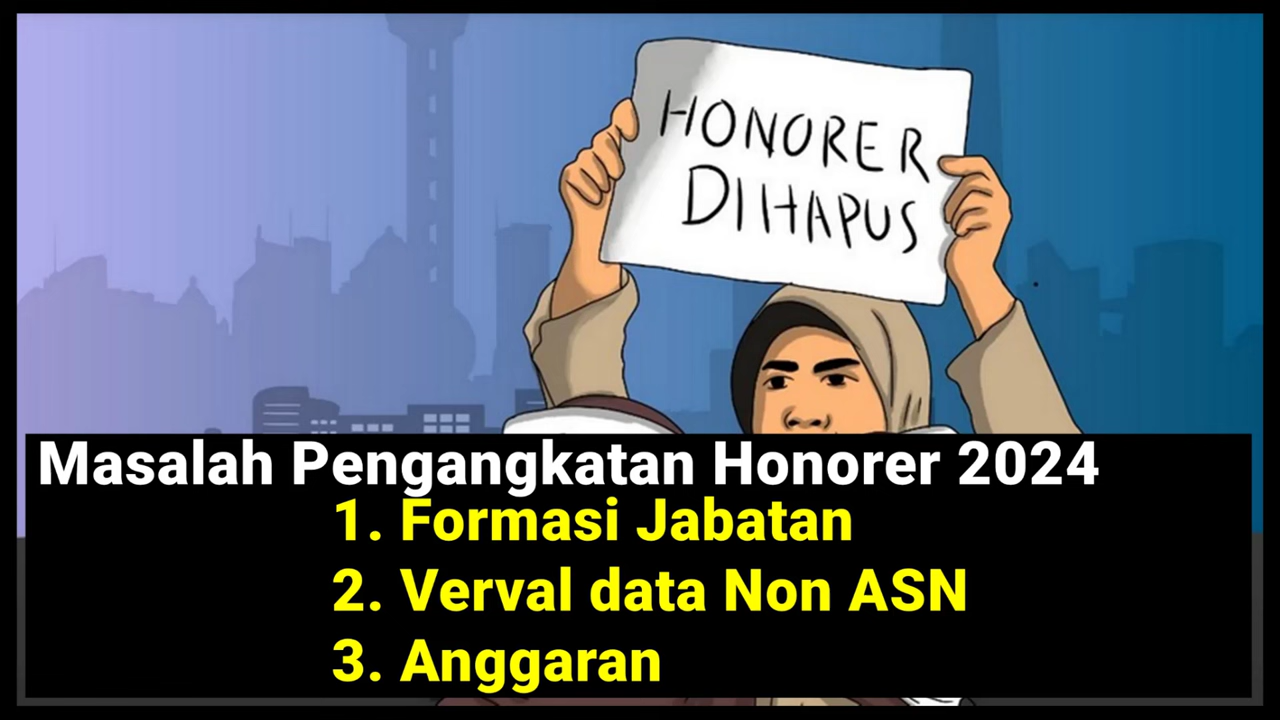 HONORER
DIHAPUS
Masalah Pengangkatan Honorer 2024
1. Formasi Jabatan
2. Verval data Non ASN
3. Anggaran